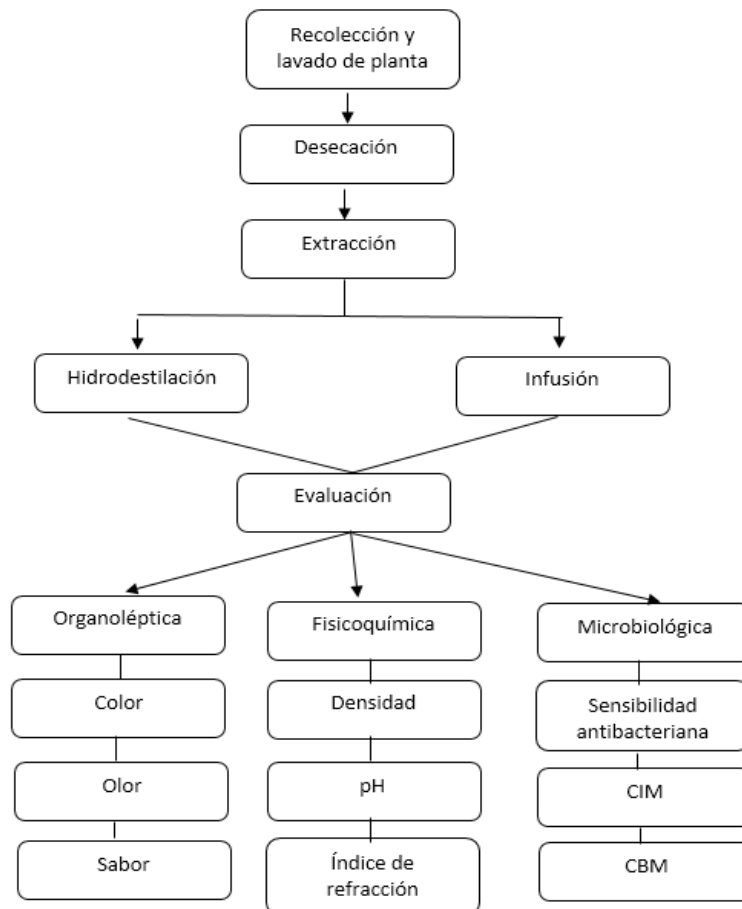 Recolección y
lavado de planta
Desecación
Extracción
Hidrodestilación
Infusión
Evaluación
Organoléptica
Fisicoquímica
Microbiológica
Color
Densidad
Sensibilidad
antibacteriana
Olor
pH
CIM
Sabor
Índice de
refracción
CBM